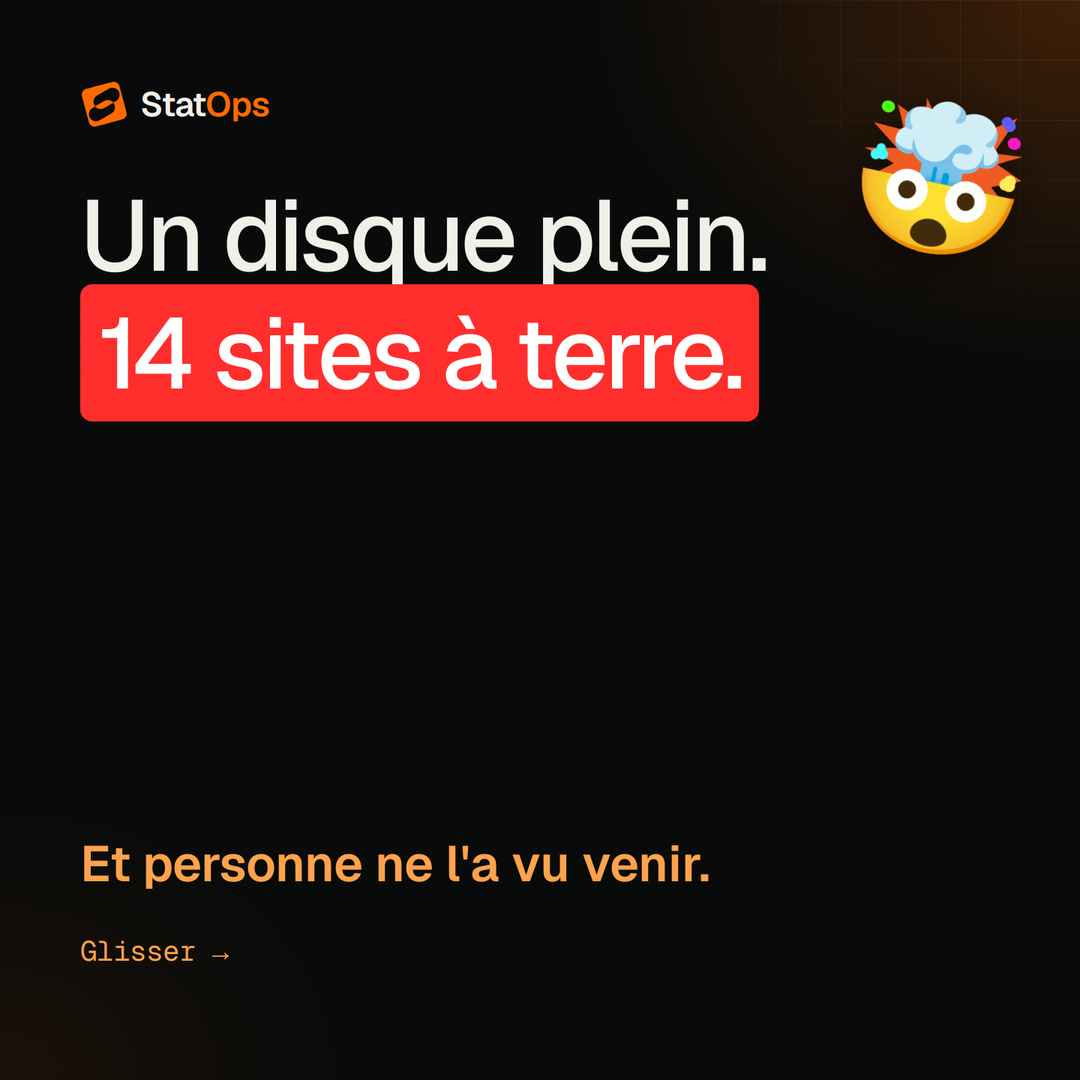 StatOps
Un disque plein.
14 sites à terre.
Et personne ne l'a vu venir.
Glisser →